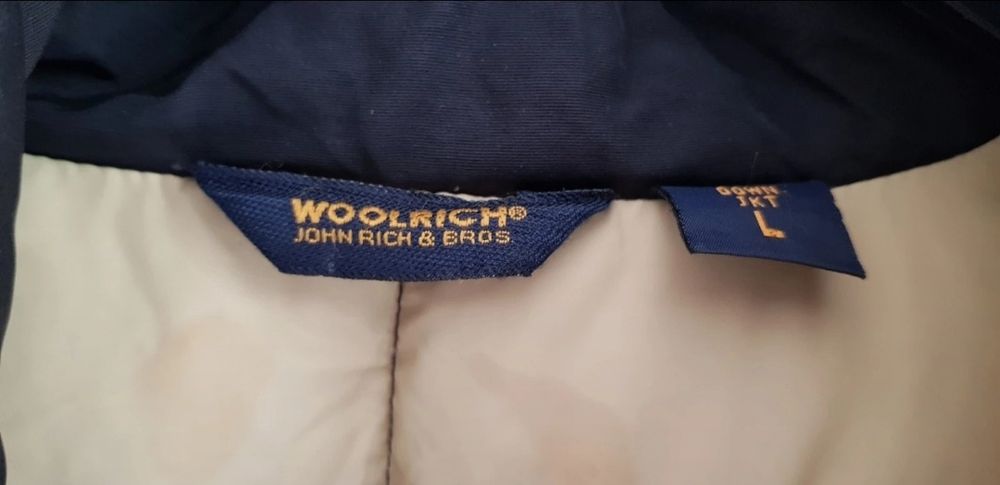 WOOLRICH®
JOHN RICH & BROS
DOWN
JKT
L